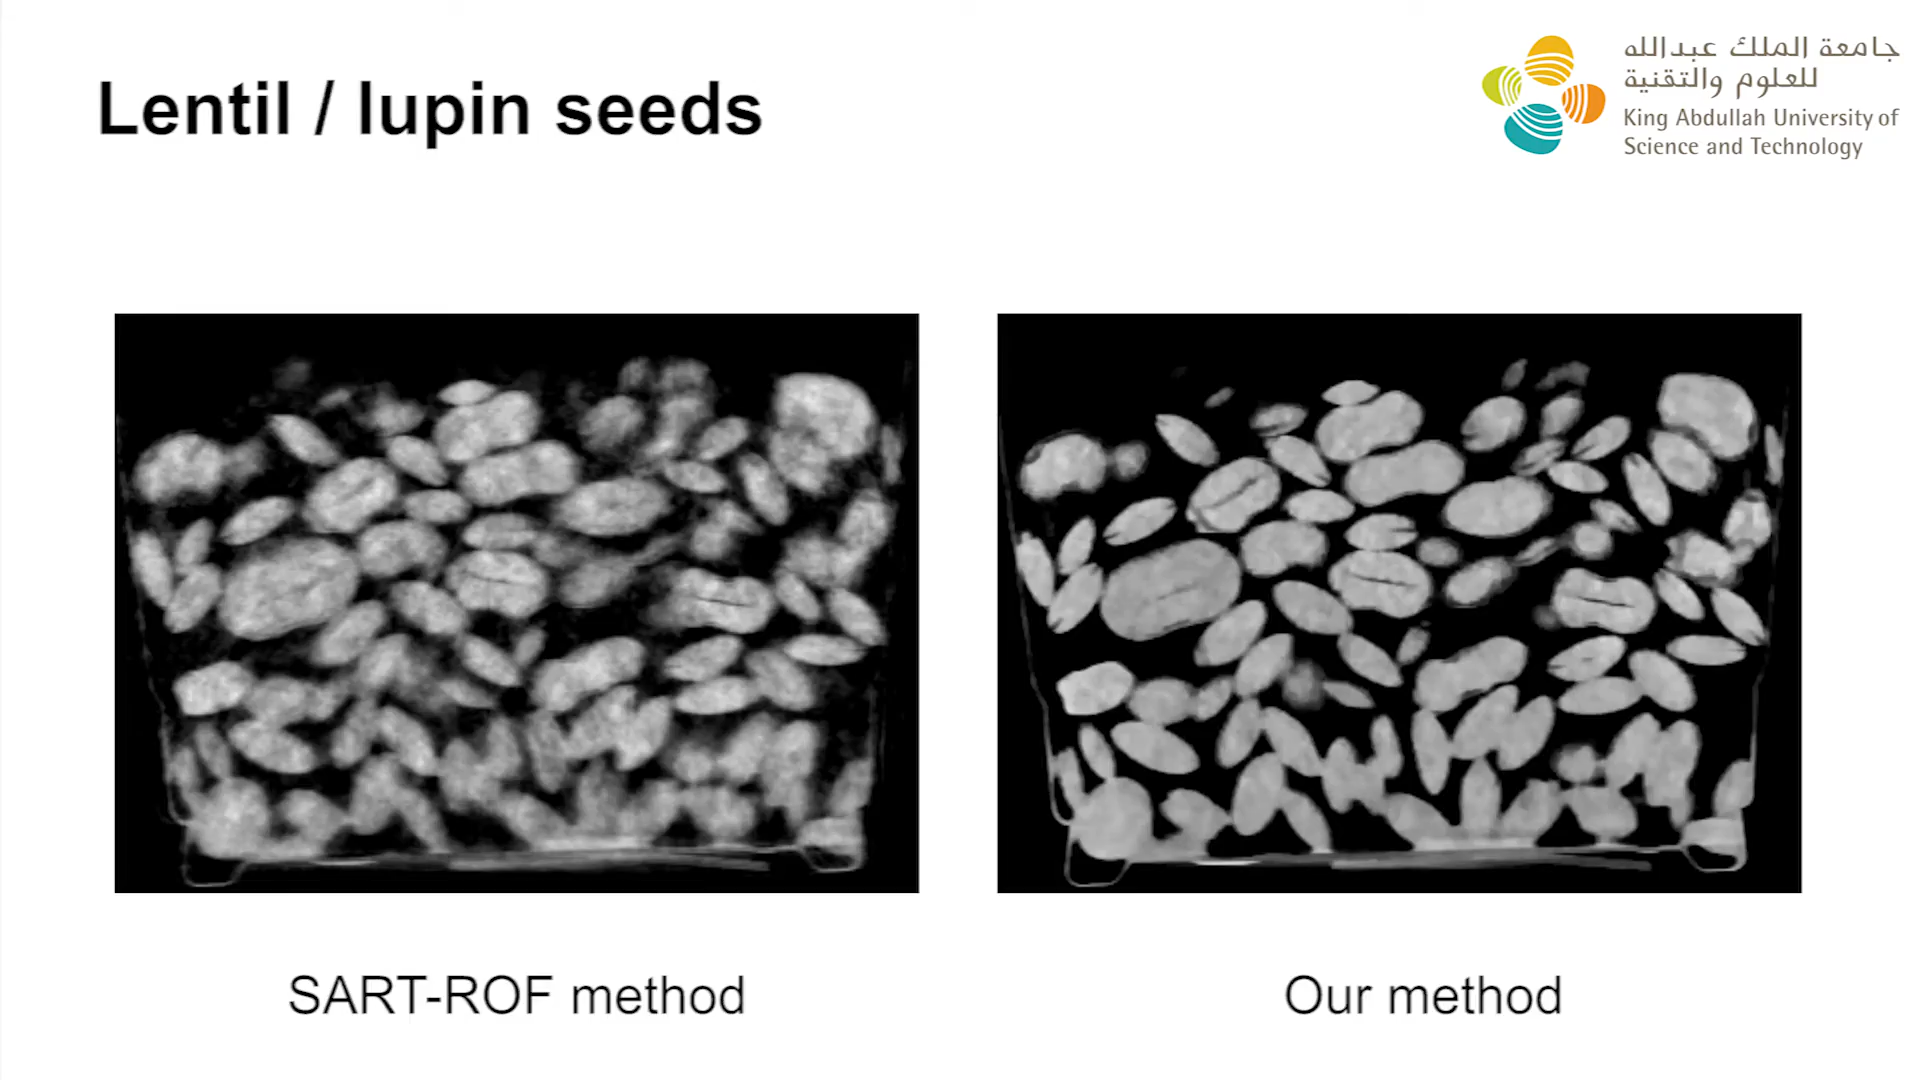 Lentil / lupin seeds
جامعة الملك عبدالله
للعلوم والتقنية
King Abdullah University of
Science and Technology
SART-ROF method
Our method